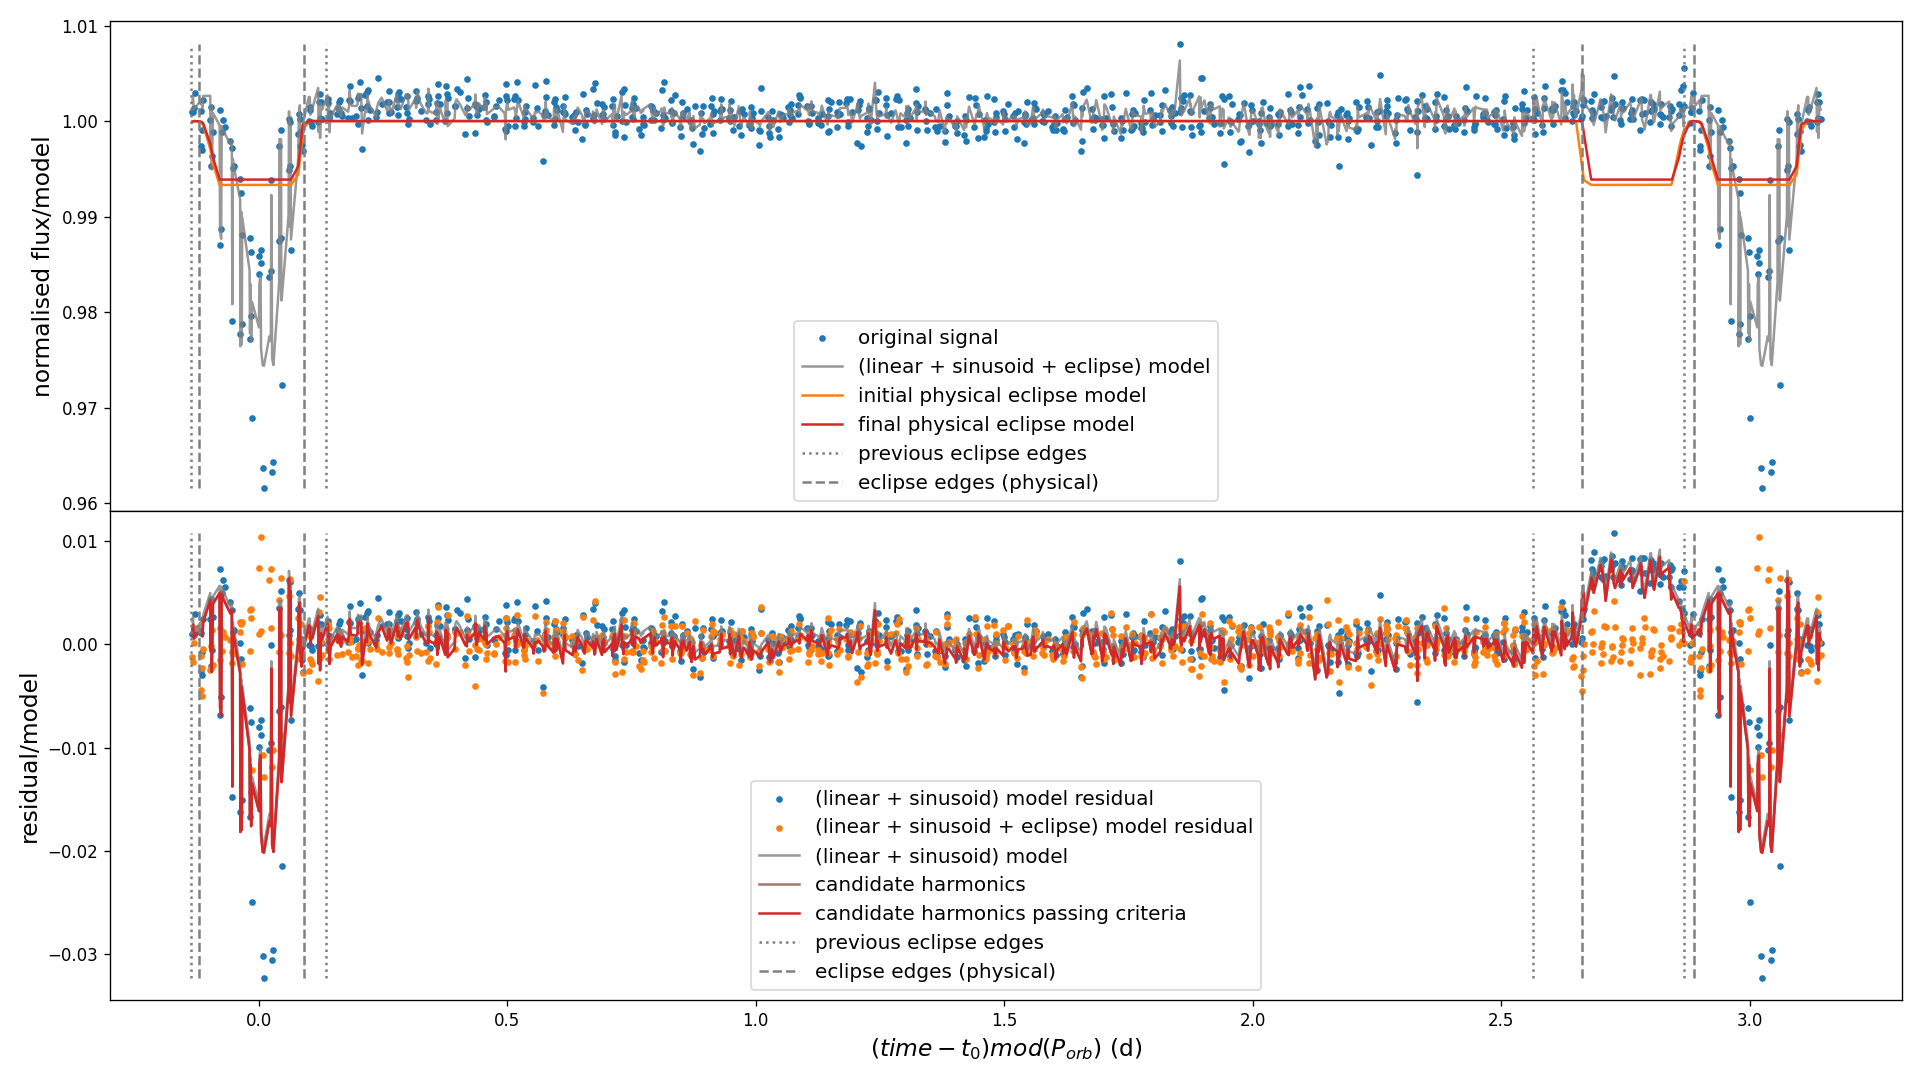 1.01
1.00
0.99
0.98
0.97
0.96
normalised flux/model
original signal
(linear + sinusoid + eclipse) model
initial physical eclipse model
final physical eclipse model
previous eclipse edges
eclipse edges (physical)
0.01
0.00
−0.01
−0.02
−0.03
residual/model
(linear + sinusoid) model residual
(linear + sinusoid + eclipse) model residual
(linear + sinusoid) model
candidate harmonics
candidate harmonics passing criteria
previous eclipse edges
eclipse edges (physical)
0.0 0.5 1.0 1.5 2.0 2.5 3.0
(time − t₀)mod(P_orb) (d)